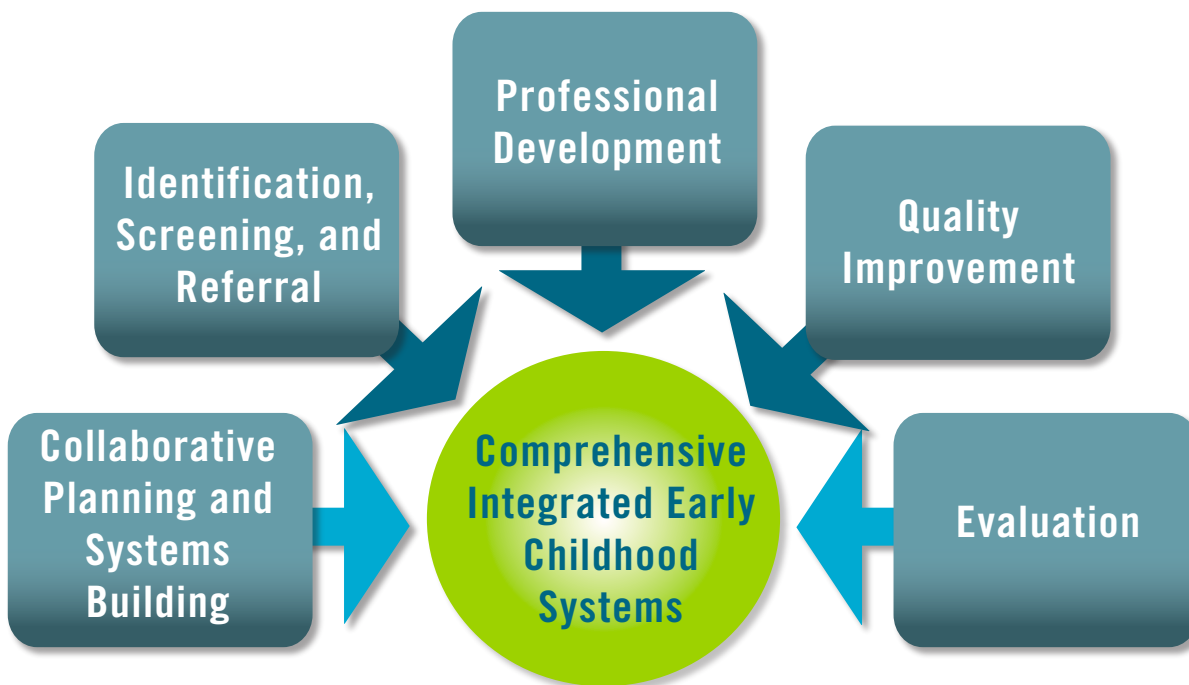 Professional
Development
Identification,
Screening, and
Referral
Quality
Improvement
Collaborative
Planning and
Systems
Building
Comprehensive
Integrated Early
Childhood
Systems
Evaluation